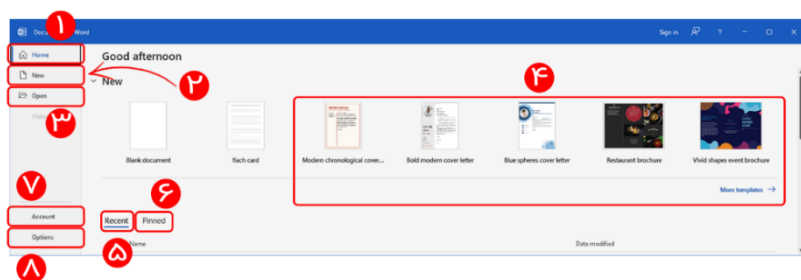 Word
Sign in
?
۱
Home
Good afternoon
New
۲
New
۴
Open
۳
Blank document
flach card
Modern chronological cover...
Bold modern cover letter
Blue spheres cover letter
Restaurant brochure
Vivid shapes event brochure
More templates →
۷
۶
Account
Recent
Pinned
Options
۵
Name
Date modified
۸